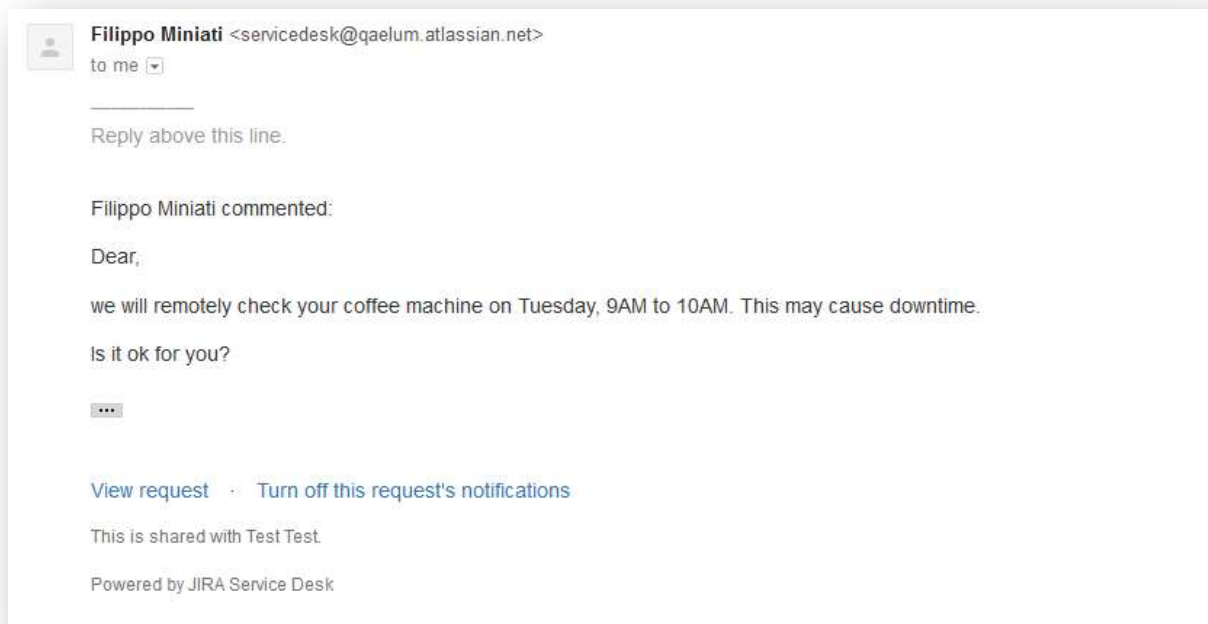 Filippo Miniati <servicedesk@qaelum.atlassian.net>
to me
Reply above this line.
Filippo Miniati commented:
Dear,
we will remotely check your coffee machine on Tuesday, 9AM to 10AM. This may cause downtime.
Is it ok for you?
...
View request · Turn off this request's notifications
This is shared with Test Test.
Powered by JIRA Service Desk